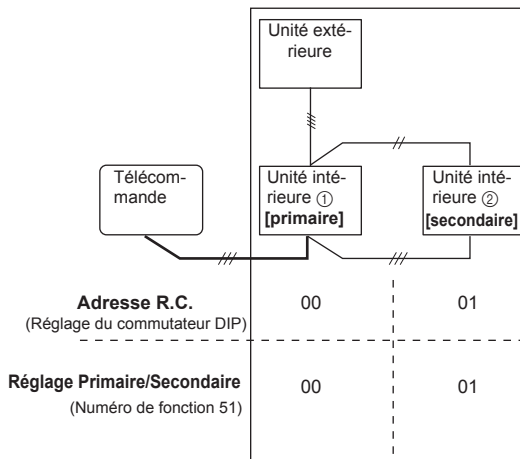 Unité exté-
rieure
Télécom-
mande
Unité inté-
rieure ①
[primaire]
Unité inté-
rieure ②
[secondaire]
Adresse R.C.
(Réglage du commutateur DIP)
00
01
Réglage Primaire/Secondaire
(Numéro de fonction 51)
00
01